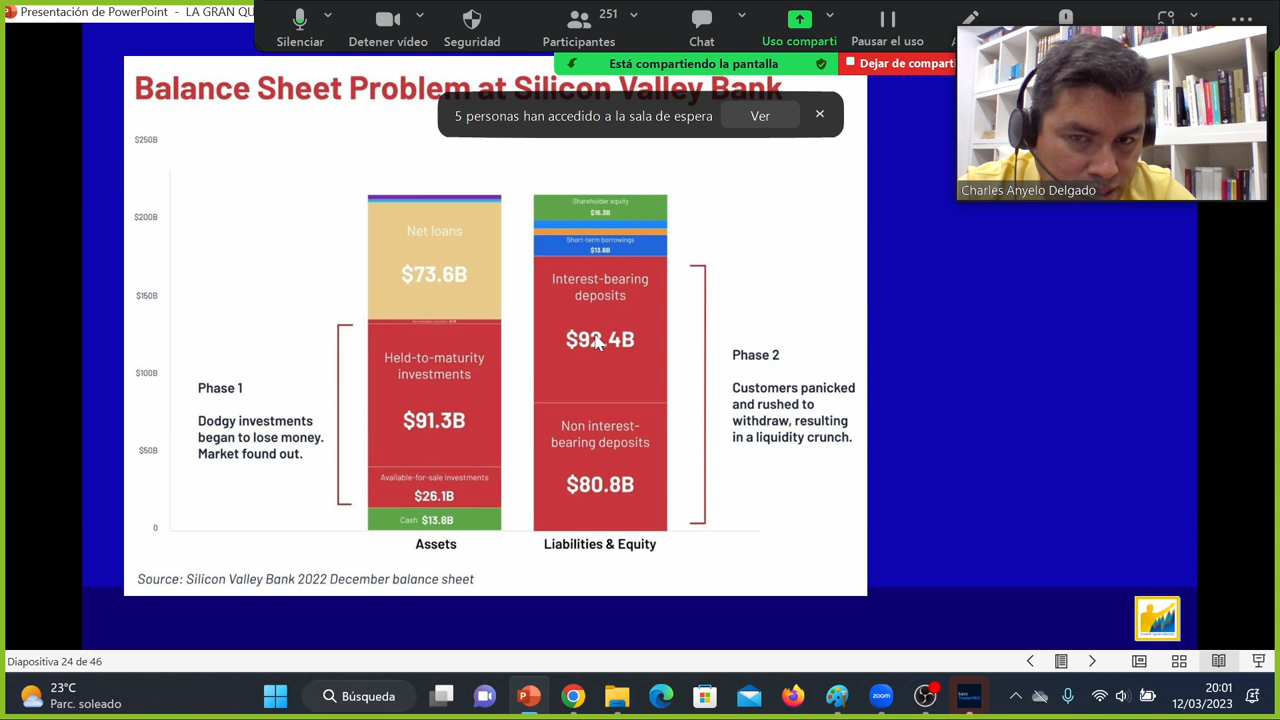 Presentación de PowerPoint - LA GRAN QU
Silenciar
Detener vídeo
Seguridad
251
Participantes
Chat
Uso comparti
Pausar el uso
Está compartiendo la pantalla
Dejar de comparti
Balance Sheet Problem at Silicon Valley Bank
5 personas han accedido a la sala de espera
Ver
Charles Anyelo Delgado
$250B
$200B
$150B
$100B
$50B
0
Net loans
$73.6B
Held-to-maturity
investments
$91.3B
Available-for-sale investments
$26.1B
Cash $13.8B
Assets
Shareholder equity
$16.3B
Short-term borrowings
$13.6B
Interest-bearing
deposits
$92.4B
Non interest-
bearing deposits
$80.8B
Liabilities & Equity
Phase 1
Dodgy investments
began to lose money.
Market found out.
Phase 2
Customers panicked
and rushed to
withdraw, resulting
in a liquidity crunch.
Source: Silicon Valley Bank 2022 December balance sheet
Diapositiva 24 de 46
23°C
Parc. soleado
Búsqueda
zoom
20:01
12/03/2023